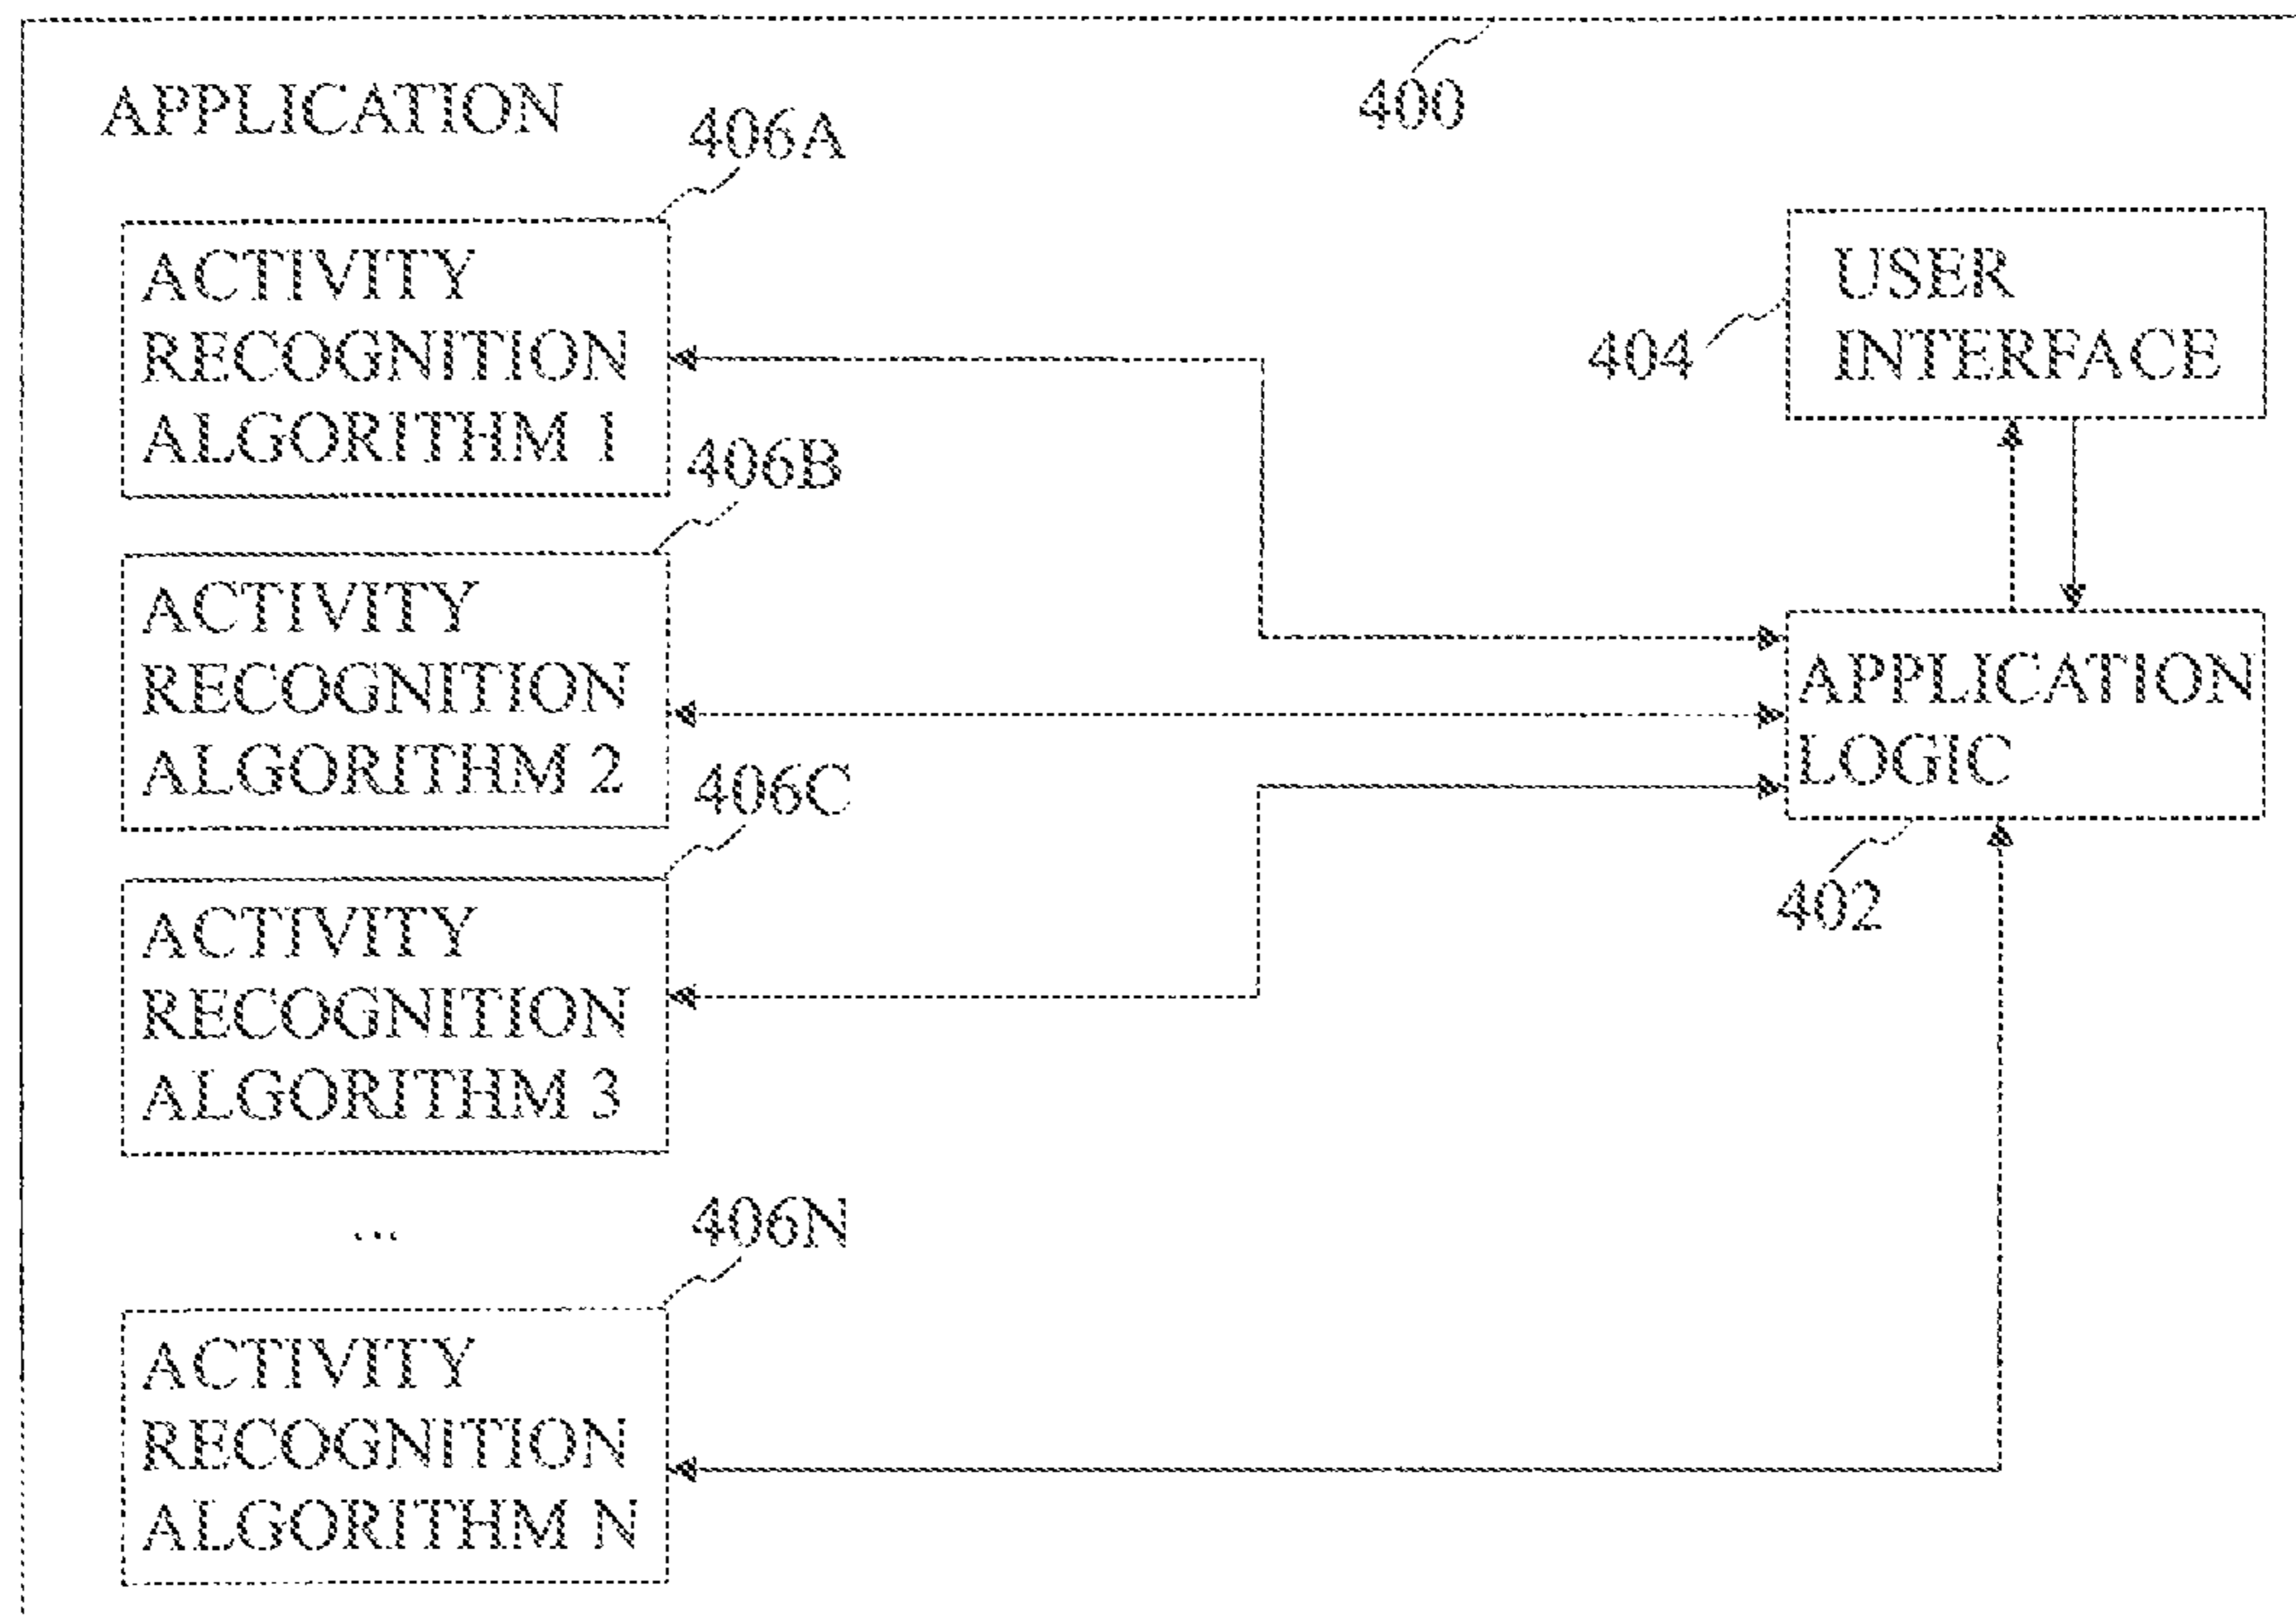 400
APPLICATION
406A
ACTIVITY
RECOGNITION
ALGORITHM 1
USER
INTERFACE
404
406B
ACTIVITY
RECOGNITION
ALGORITHM 2
APPLICATION
LOGIC
402
406C
ACTIVITY
RECOGNITION
ALGORITHM 3
...
406N
ACTIVITY
RECOGNITION
ALGORITHM N